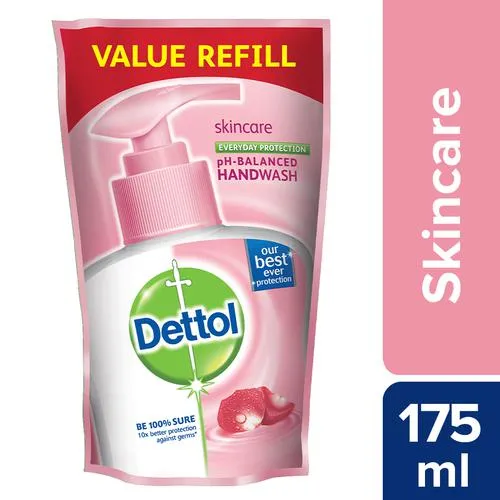 VALUE REFILL
skincare
EVERYDAY PROTECTION
pH-BALANCED
HANDWASH
our
best
ever
protection
Dettol
BE 100% SURE
10x better protection
against germs*
Skincare
175
ml